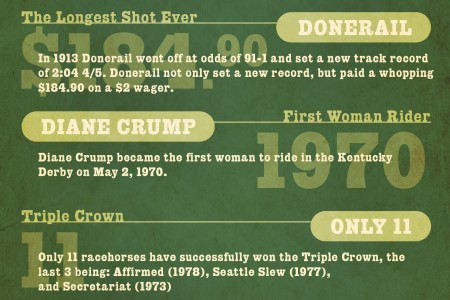 The Longest Shot Ever
DONERAIL
$184.90
In 1913 Donerail went off at odds of 91-1 and set a new track record
of 2:04 4/5. Donerail not only set a new record, but paid a whopping
$184.90 on a $2 wager.
First Woman Rider
DIANE CRUMP
1970
Diane Crump became the first woman to ride in the Kentucky
Derby on May 2, 1970.
Triple Crown
ONLY 11
11
Only 11 racehorses have successfully won the Triple Crown, the
last 3 being: Affirmed (1978), Seattle Slew (1977),
and Secretariat (1973)